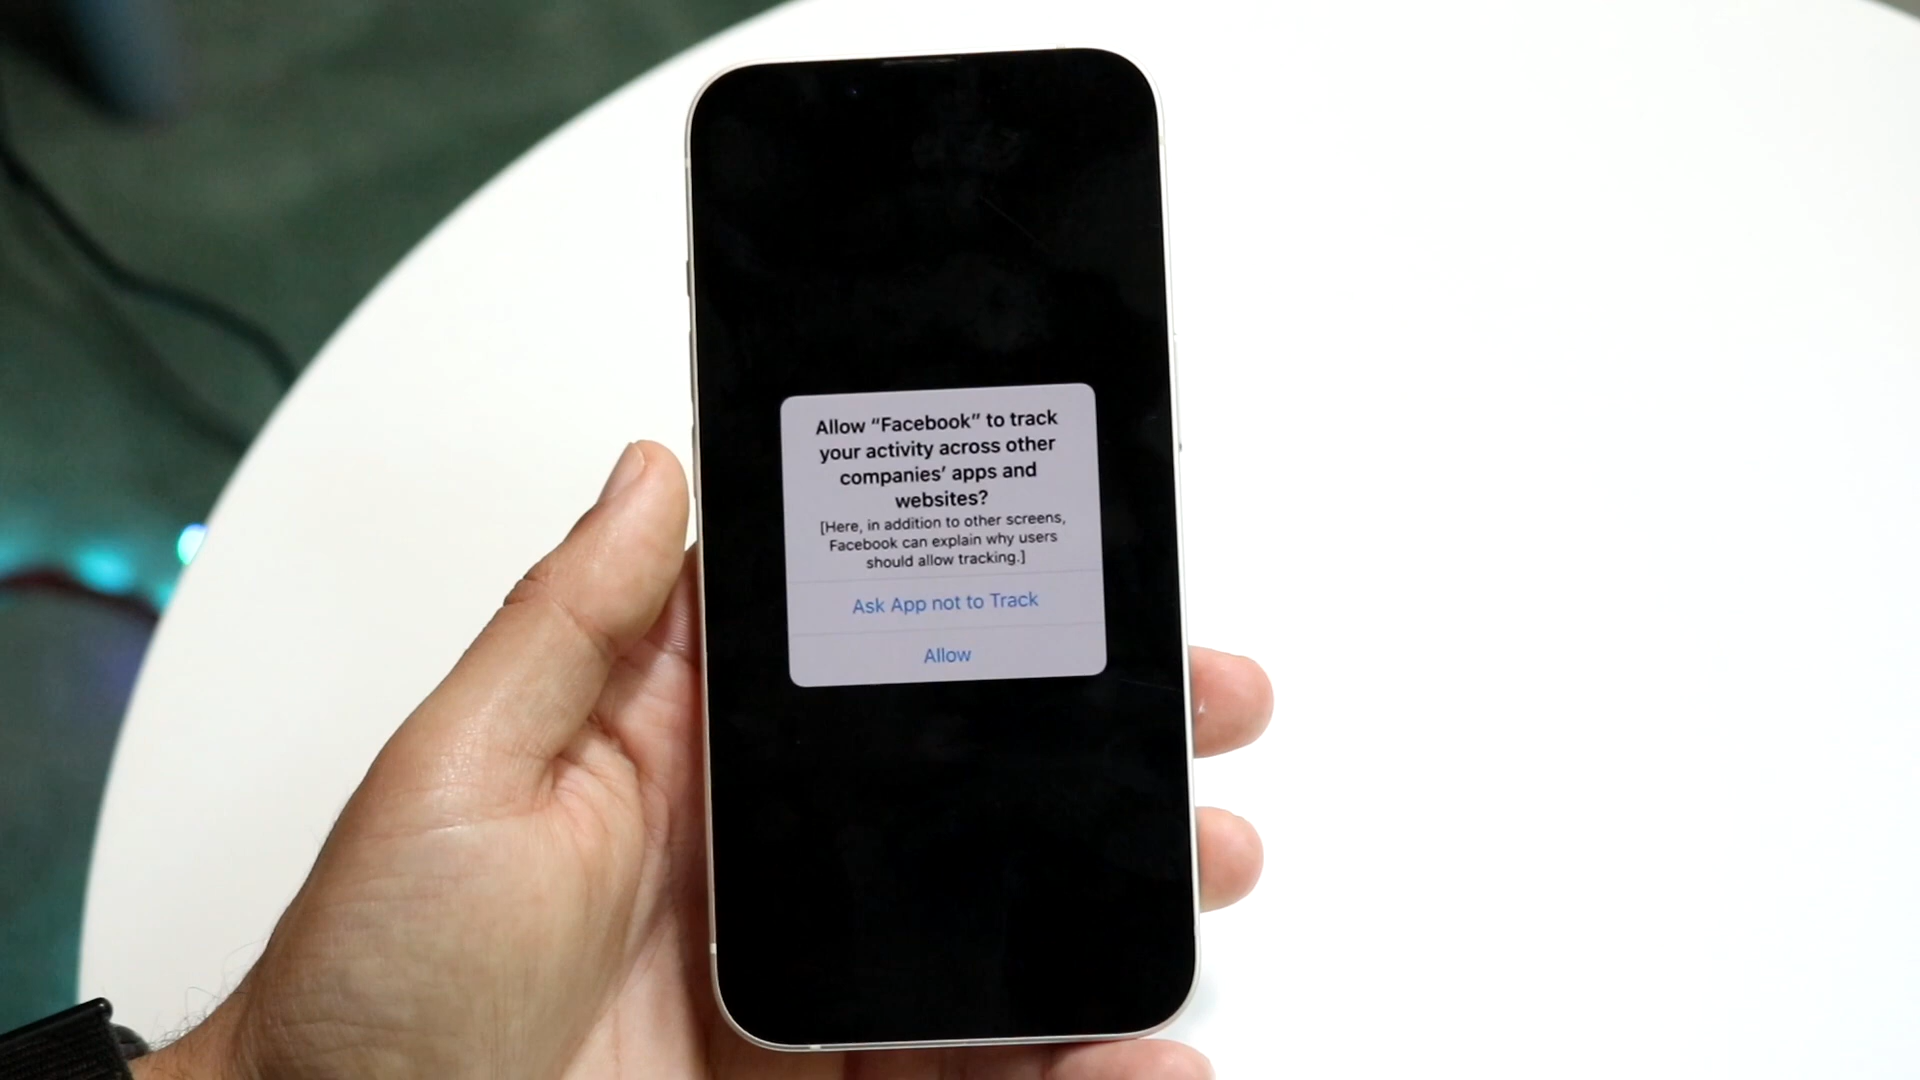 Allow “Facebook” to track
your activity across other
companies’ apps and
websites?
[Here, in addition to other screens,
Facebook can explain why users
should allow tracking.]
Ask App not to Track
Allow